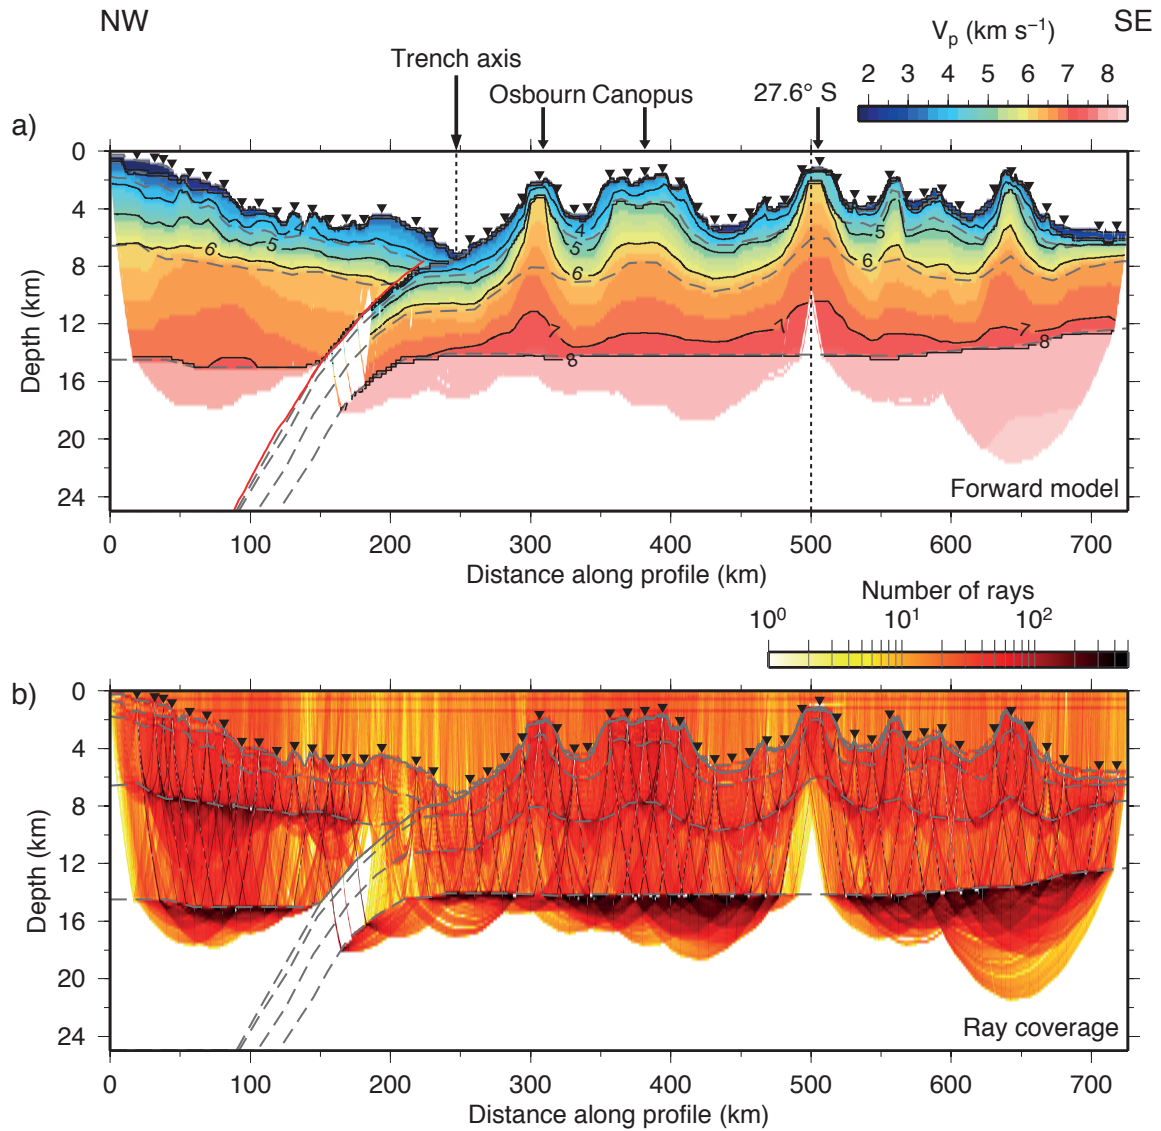 NW
SE
Vp (km s⁻¹)
Trench axis
2 3 4 5 6 7 8
Osbourn Canopus
27.6° S
a)
0
4
8
12
16
20
24
Depth (km)
4
5
6
4
5
6
7
7
5
6
7
8
8
Forward model
0 100 200 300 400 500 600 700
Distance along profile (km)
Number of rays
10⁰ 10¹ 10²
b)
0
4
8
12
16
20
24
Depth (km)
Ray coverage
0 100 200 300 400 500 600 700
Distance along profile (km)